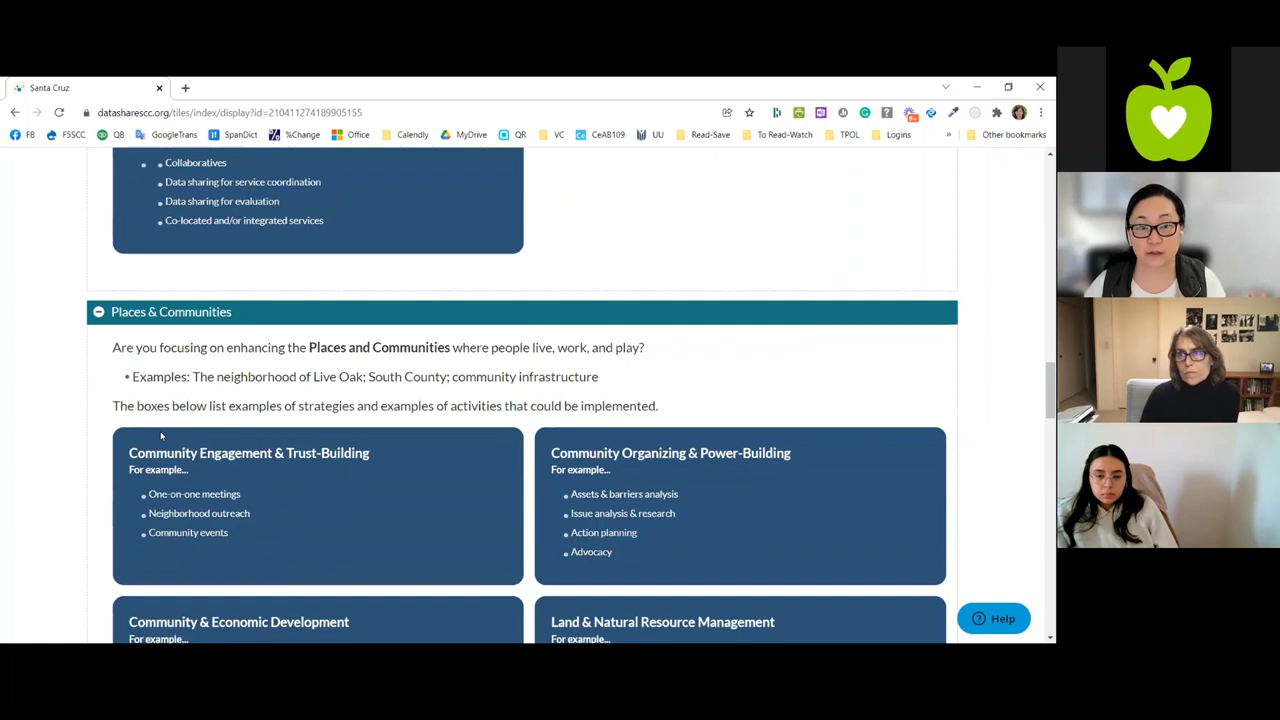 Santa Cruz
datasharescc.org/tiles/index/display?id=210411274189905155
9+
FB
F5SCC
QB
GoogleTrans
SpanDict
%Change
Office
Calendly
MyDrive
QR
VC
CeAB109
UU
Read-Save
To Read-Watch
TPOL
Logins
»
Other bookmarks
• Collaboratives
• Data sharing for service coordination
• Data sharing for evaluation
• Co-located and/or integrated services
Places & Communities
Are you focusing on enhancing the Places and Communities where people live, work, and play?
• Examples: The neighborhood of Live Oak; South County; community infrastructure
The boxes below list examples of strategies and examples of activities that could be implemented.
Community Engagement & Trust-Building
For example...
• One-on-one meetings
• Neighborhood outreach
• Community events
Community Organizing & Power-Building
For example...
• Assets & barriers analysis
• Issue analysis & research
• Action planning
• Advocacy
Community & Economic Development
For example...
Land & Natural Resource Management
For example...
Help